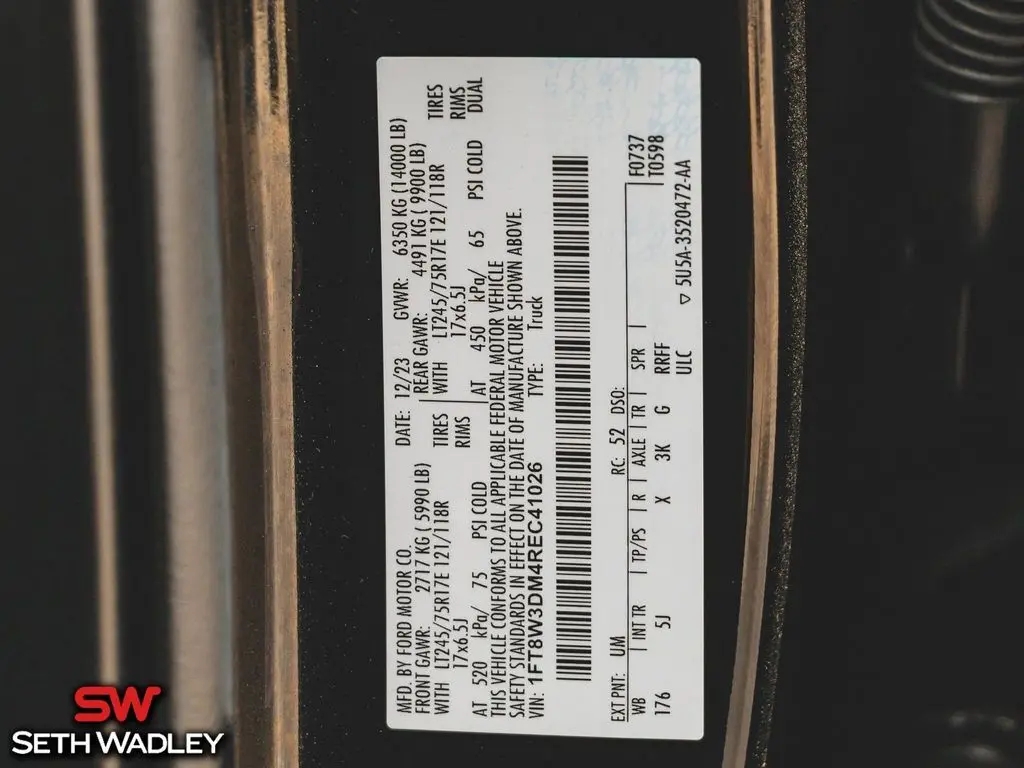 MFD. BY FORD MOTOR CO. DATE: 12/23 GVWR: 6350 KG (14000 LB)
FRONT GAWR: 2717 KG ( 5990 LB) REAR GAWR: 4491 KG ( 9900 LB)
WITH LT245/75R17E 121/118R TIRES WITH LT245/75R17E 121/118R TIRES
17x6.5J RIMS 17x6.5J RIMS
AT 520 kPa/ 75 PSI COLD AT 450 kPa/ 65 PSI COLD DUAL
THIS VEHICLE CONFORMS TO ALL APPLICABLE FEDERAL MOTOR VEHICLE
SAFETY STANDARDS IN EFFECT ON THE DATE OF MANUFACTURE SHOWN ABOVE.
VIN: 1FT8W3DM4REC41026 TYPE: Truck
EXT PNT: UM RC: 52 DSO: F0737
WB INT TR TP/PS R AXLE TR SPR T0598
176 5J X 3K G RRFF
ULC ▽ 5U5A-3520472-AA
SW
SETH WADLEY